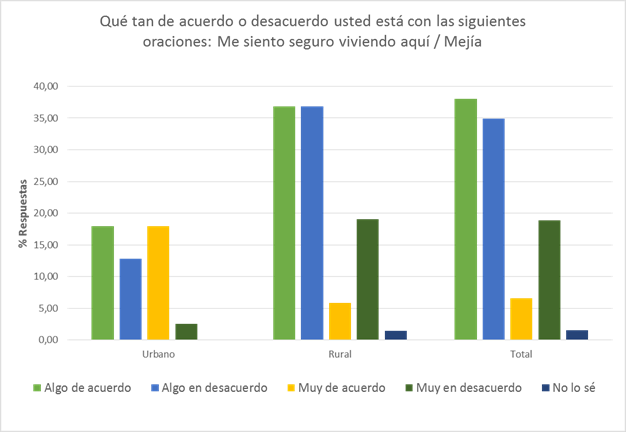 Qué tan de acuerdo o desacuerdo usted está con las siguientes
oraciones: Me siento seguro viviendo aquí / Mejía
% Respuestas
40,00
35,00
30,00
25,00
20,00
15,00
10,00
5,00
0,00
Urbano Rural Total
Algo de acuerdo Algo en desacuerdo Muy de acuerdo Muy en desacuerdo No lo sé